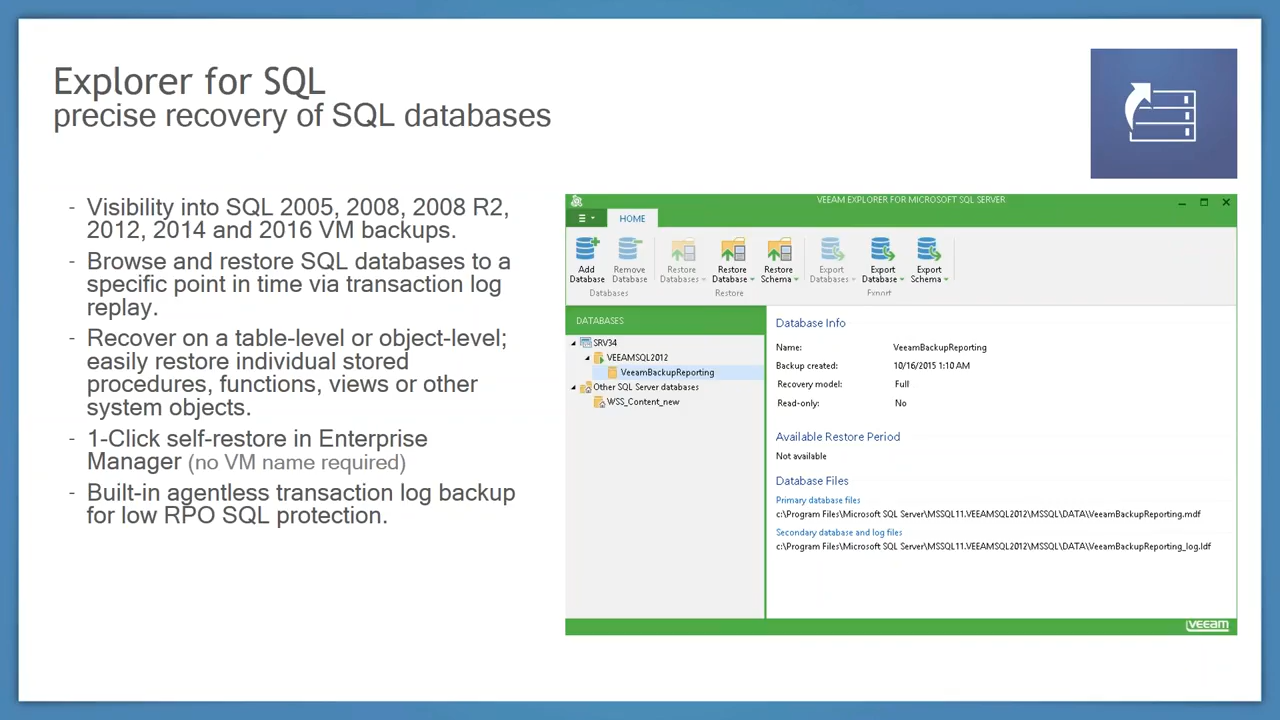 Explorer for SQL
precise recovery of SQL databases
- Visibility into SQL 2005, 2008, 2008 R2,
2012, 2014 and 2016 VM backups.
- Browse and restore SQL databases to a
specific point in time via transaction log
replay.
- Recover on a table-level or object-level;
easily restore individual stored
procedures, functions, views or other
system objects.
- 1-Click self-restore in Enterprise
Manager (no VM name required)
- Built-in agentless transaction log backup
for low RPO SQL protection.
VEEAM EXPLORER FOR MICROSOFT SQL SERVER
HOME
Add Database
Remove Database
Restore Databases
Restore Database
Restore Schema
Export Databases
Export Database
Export Schema
Databases
Restore
Export
DATABASES
SRV34
VEEAMSQL2012
VeeamBackupReporting
Other SQL Server databases
WSS_Content_new
Database Info
Name: VeeamBackupReporting
Backup created: 10/16/2015 1:10 AM
Recovery model: Full
Read-only: No
Available Restore Period
Not available
Database Files
Primary database files
c:\Program Files\Microsoft SQL Server\MSSQL11.VEEAMSQL2012\MSSQL\DATA\VeeamBackupReporting.mdf
Secondary database and log files
c:\Program Files\Microsoft SQL Server\MSSQL11.VEEAMSQL2012\MSSQL\DATA\VeeamBackupReporting_log.ldf
veeam